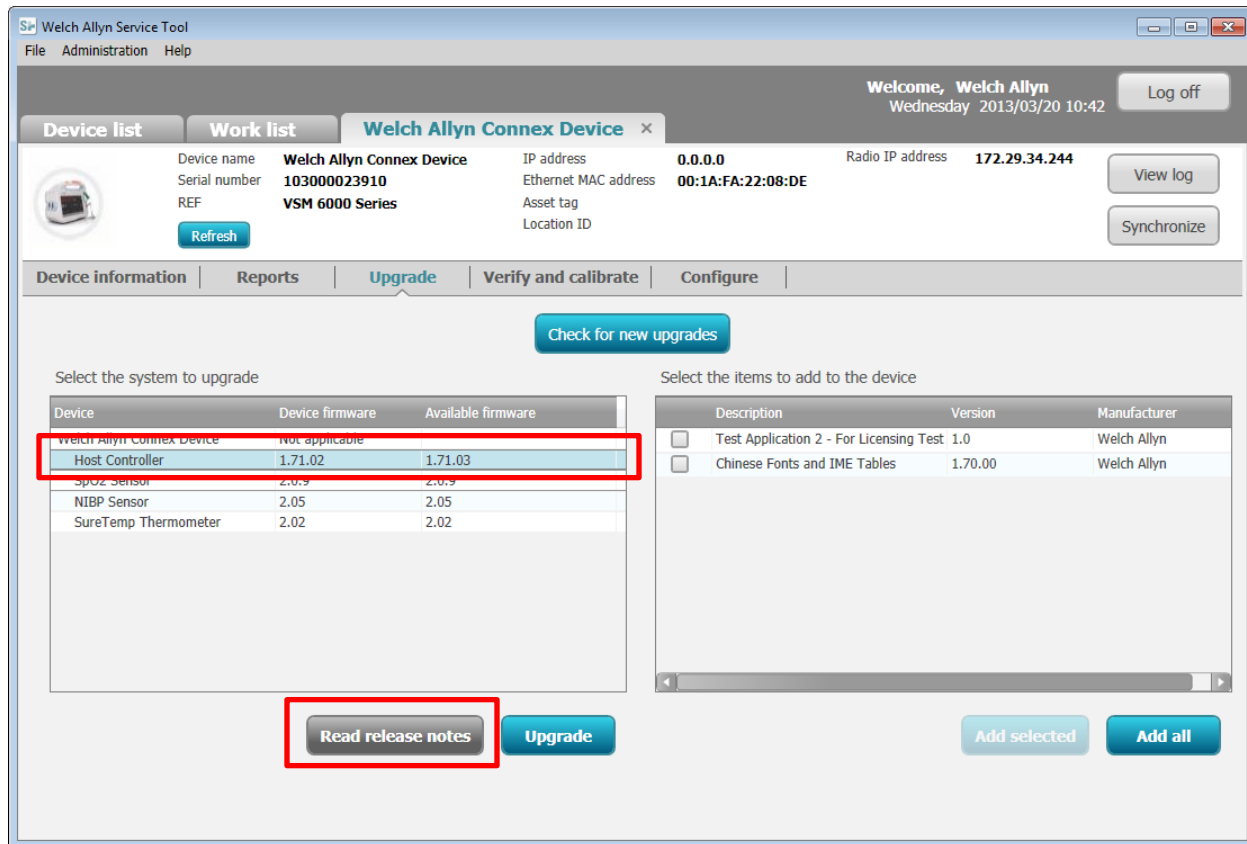 Welch Allyn Service Tool
File Administration Help
Welcome, Welch Allyn
Wednesday 2013/03/20 10:42
Log off
Device list Work list Welch Allyn Connex Device ×
Device name Welch Allyn Connex Device IP address 0.0.0.0 Radio IP address 172.29.34.244
Serial number 103000023910 Ethernet MAC address 00:1A:FA:22:08:DE
REF VSM 6000 Series Asset tag
Location ID
View log
Refresh
Synchronize
Device information Reports Upgrade Verify and calibrate Configure
Check for new upgrades
Select the system to upgrade
Device Device firmware Available firmware
Welch Allyn Connex Device Not applicable
Host Controller 1.71.02 1.71.03
SpO2 Sensor 2.0.9 2.0.9
NIBP Sensor 2.05 2.05
SureTemp Thermometer 2.02 2.02
Read release notes Upgrade
Select the items to add to the device
Description Version Manufacturer
Test Application 2 - For Licensing Test 1.0 Welch Allyn
Chinese Fonts and IME Tables 1.70.00 Welch Allyn
Add selected Add all